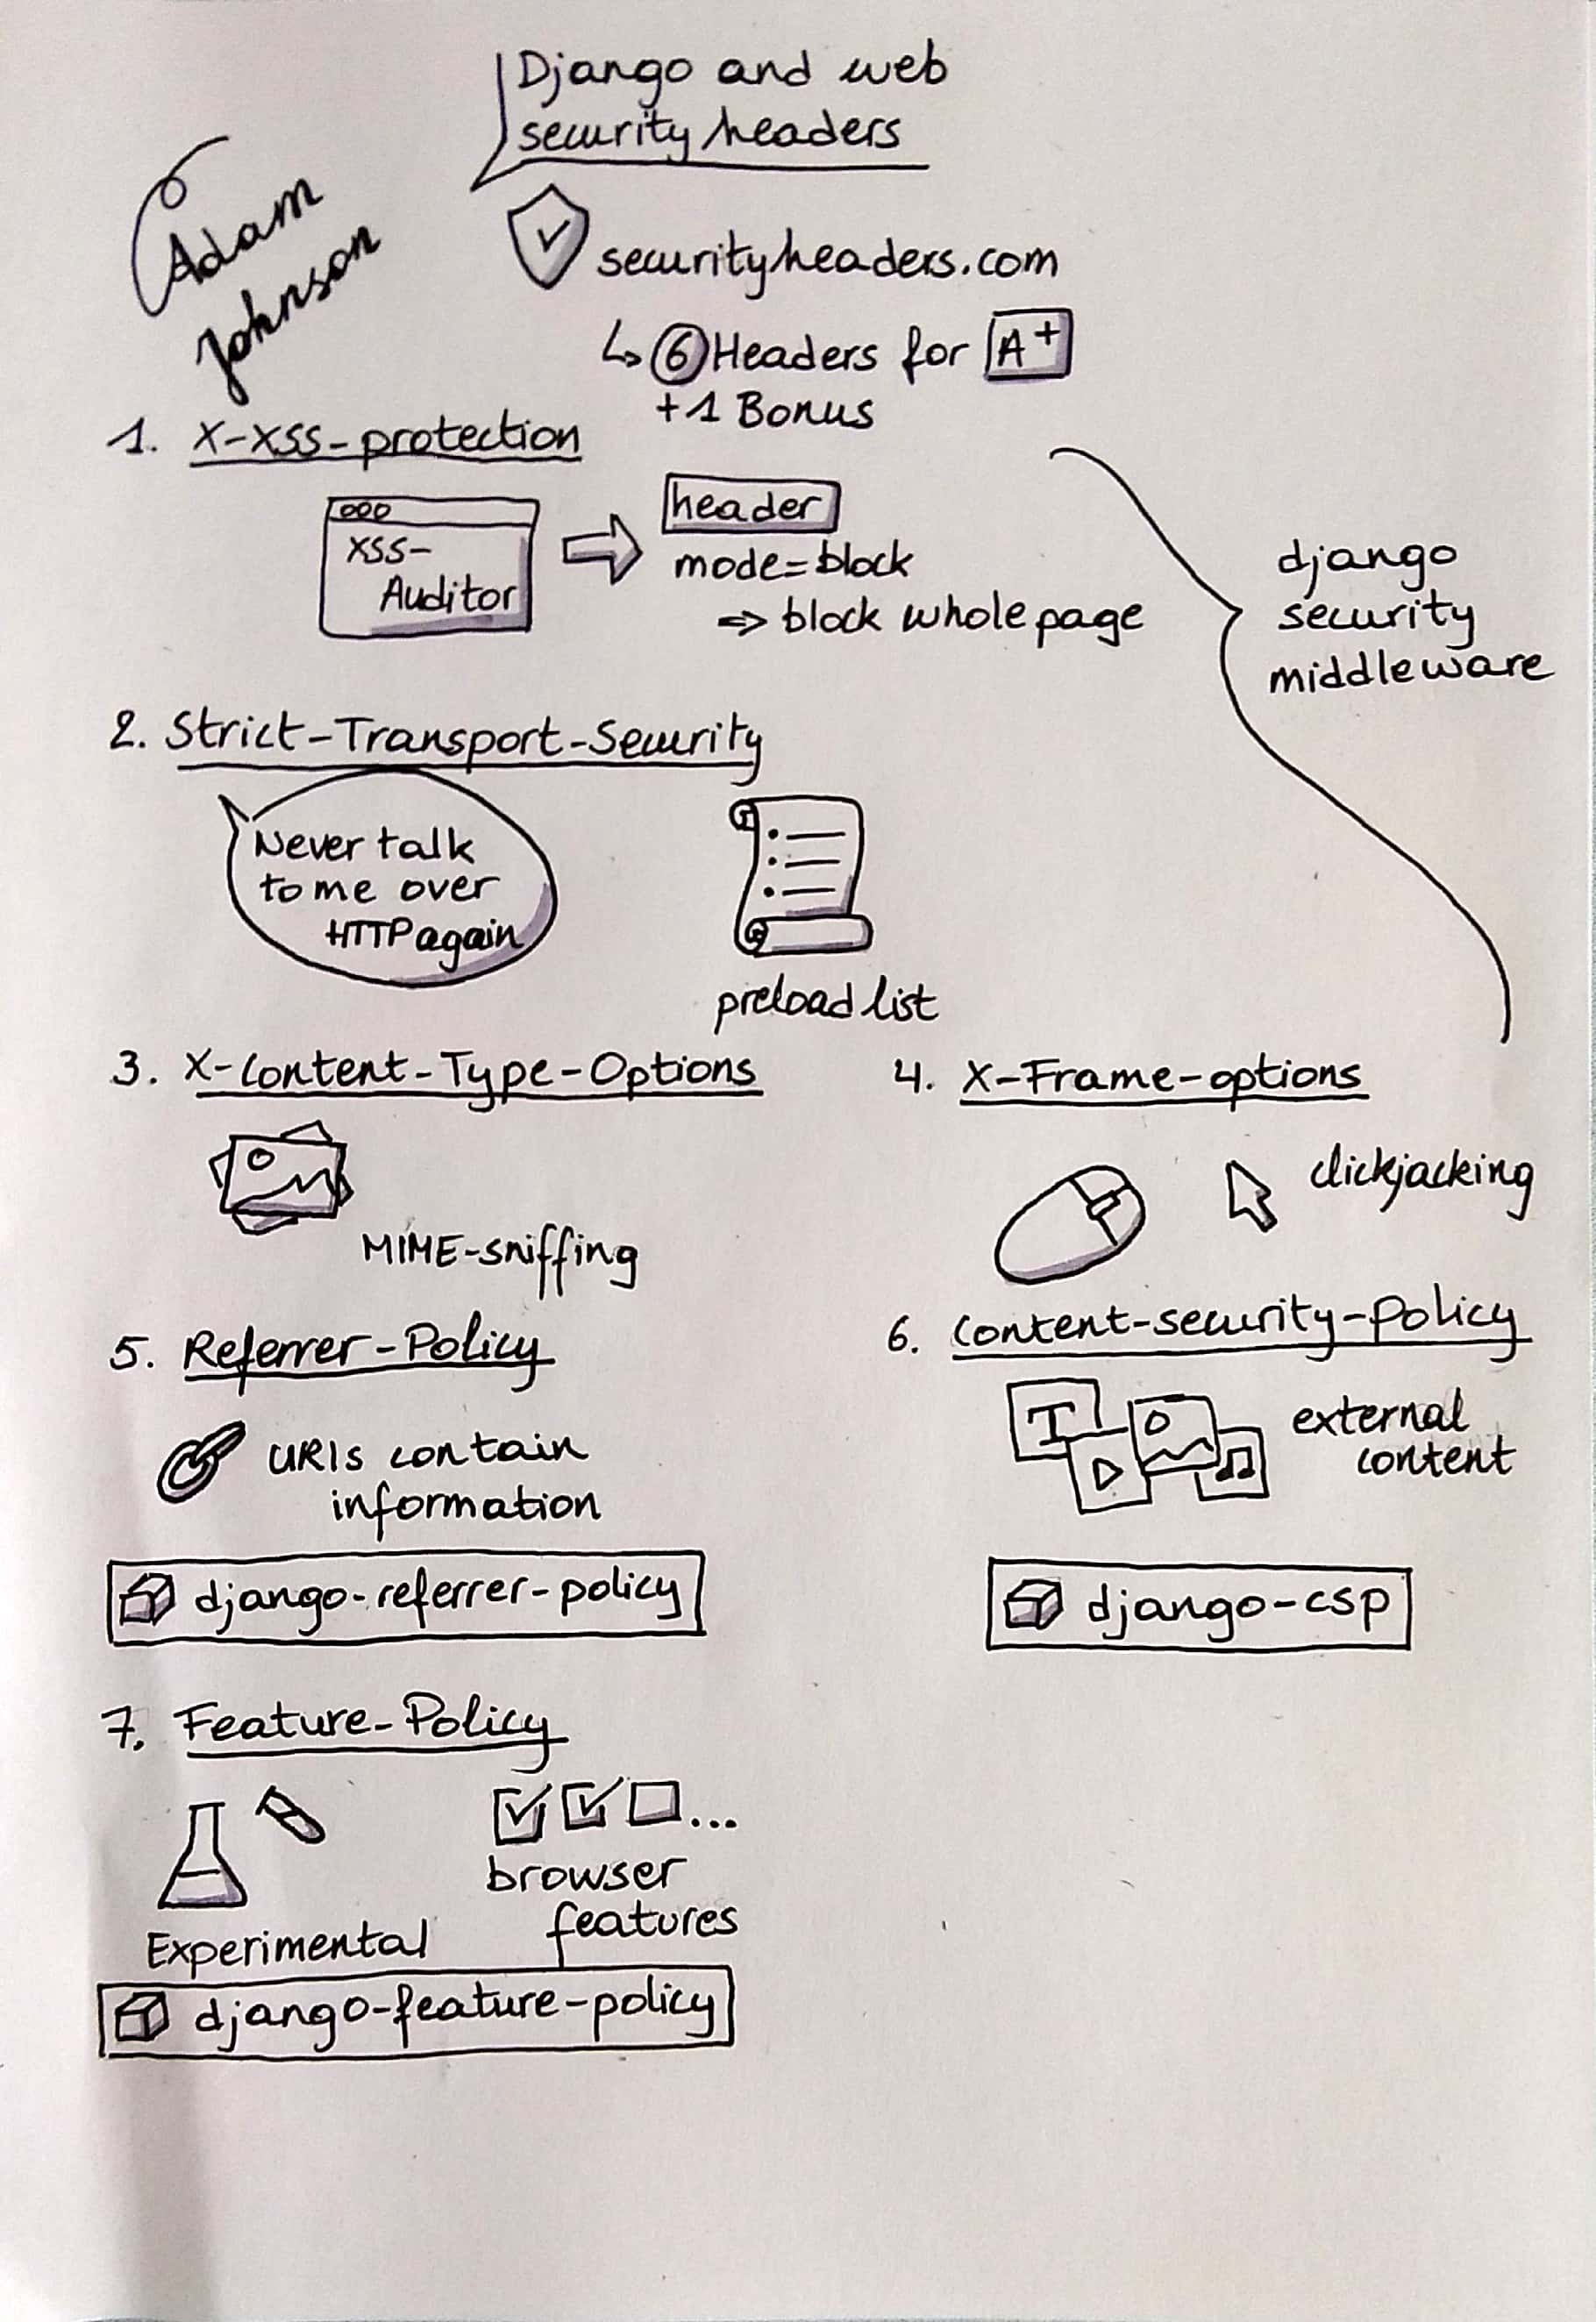 Django and web
security headers
Adam
Johnson
securityheaders.com
↳ 6 Headers for A+
+1 Bonus
1. X-XSS-protection
XSS-
Auditor
header
mode=block
⇒ block whole page
django
security
middleware
2. Strict-Transport-Security
Never talk
to me over
HTTP again
preload list
3. X-Content-Type-Options
MIME-sniffing
4. X-Frame-options
clickjacking
5. Referrer-Policy
URIs contain
information
django-referrer-policy
6. Content-security-Policy
T
external
content
django-csp
7. Feature-Policy
Experimental
...
browser
features
django-feature-policy